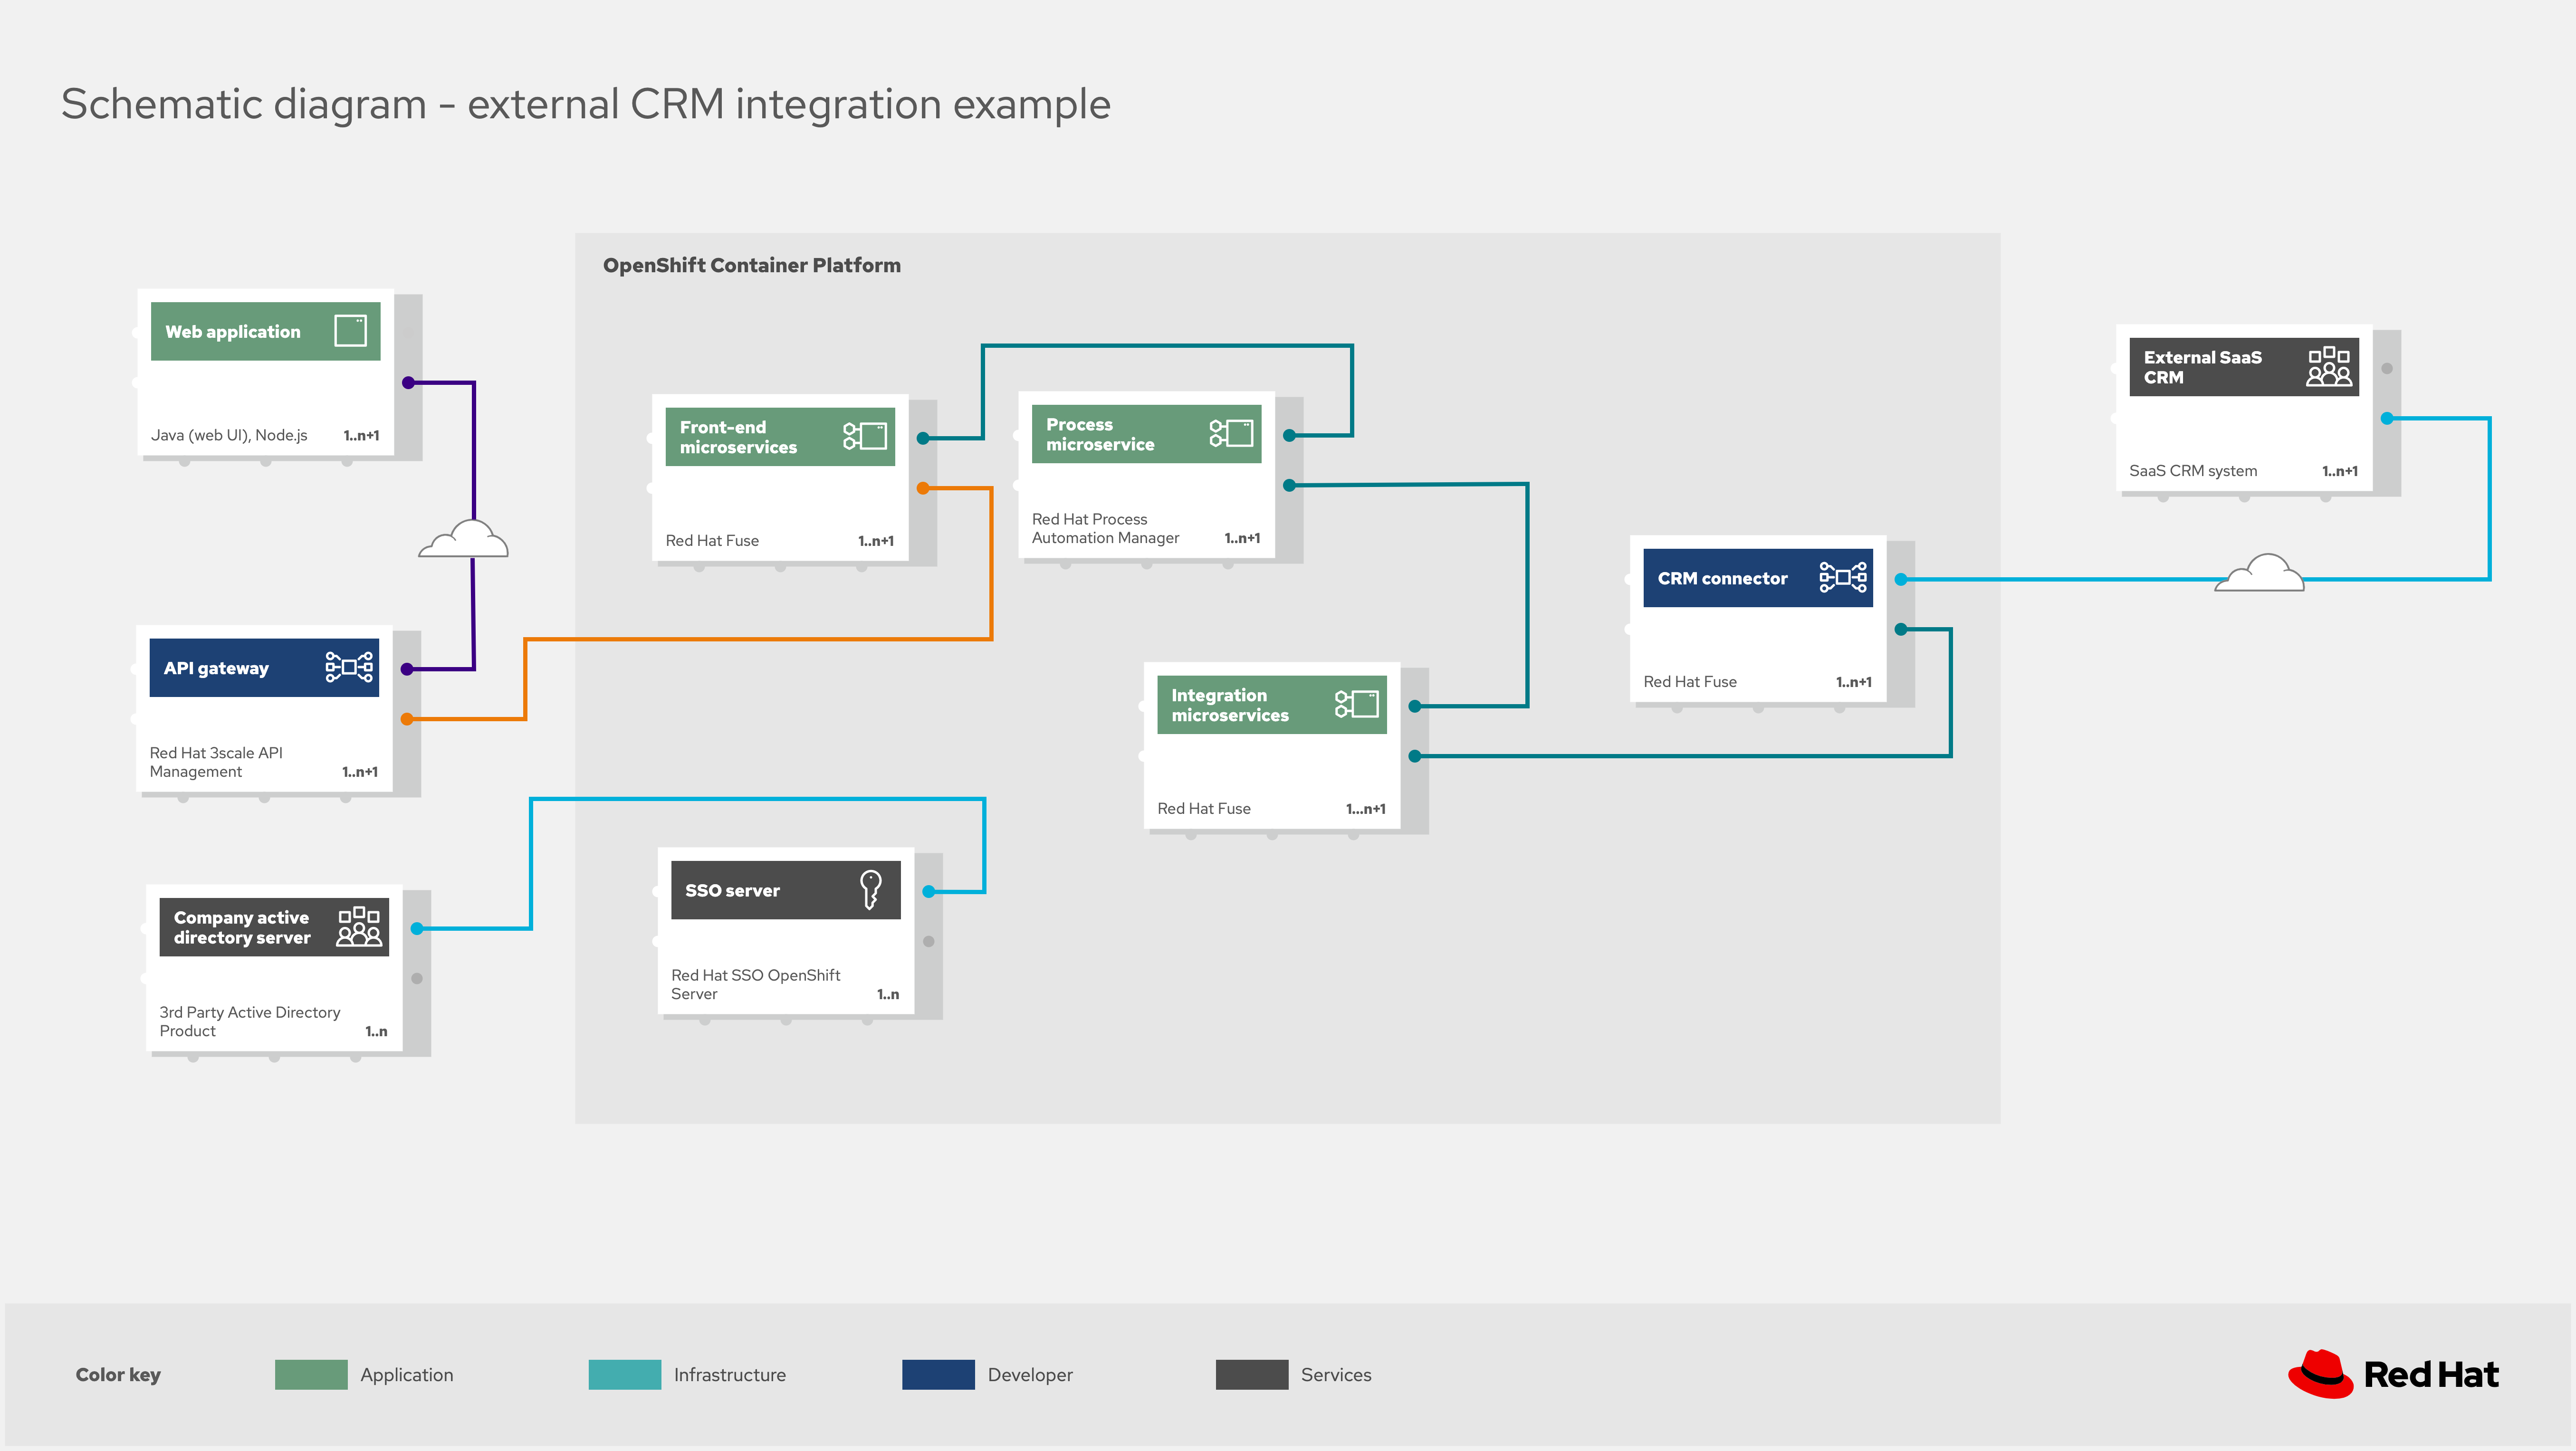 Schematic diagram - external CRM integration example
OpenShift Container Platform
Web application
Java (web UI), Node.js 1..n+1
API gateway
Red Hat 3scale API
Management 1..n+1
Company active
directory server
3rd Party Active Directory
Product 1..n
Front-end
microservices
Red Hat Fuse 1..n+1
Process
microservice
Red Hat Process
Automation Manager 1..n+1
SSO server
Red Hat SSO OpenShift
Server 1..n
Integration
microservices
Red Hat Fuse 1...n+1
CRM connector
Red Hat Fuse 1..n+1
External SaaS
CRM
SaaS CRM system 1..n+1
Color key Application Infrastructure Developer Services
Red Hat